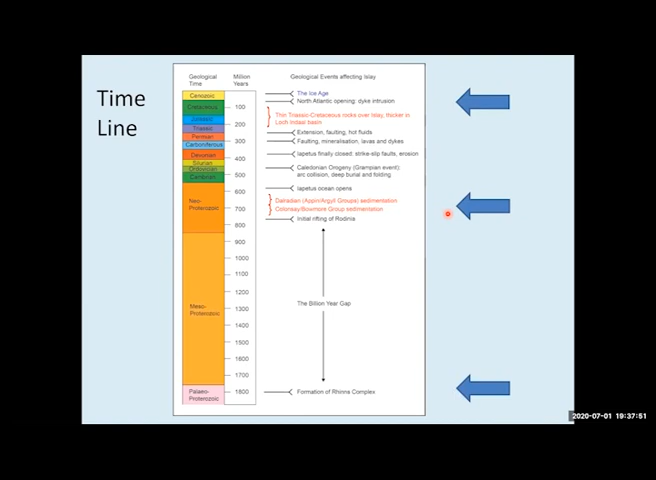 Time
Line
Geological
Time
Million
Years
Geological Events affecting Islay
Cenozoic
Cretaceous
Jurassic
Triassic
Permian
Carboniferous
Devonian
Silurian
Ordovician
Cambrian
Neo-
Proterozoic
Meso-
Proterozoic
Palaeo-
Proterozoic
100
200
300
400
500
600
700
800
900
1000
1100
1200
1300
1400
1500
1600
1700
1800
The Ice Age
North Atlantic opening: dyke intrusion
Thin Triassic-Cretaceous rocks over Islay, thicker in
Loch Indaal basin
Extension, faulting, hot fluids
Faulting, mineralisation, lavas and dykes
Iapetus finally closed: strike-slip faults, erosion
Caledonian Orogeny (Grampian event)
arc collision, deep burial and folding
Iapetus ocean opens
Dalradian (Appin/Argyll Groups) sedimentation
Colonsay/Bowmore Group sedimentation
Initial rifting of Rodinia
The Billion Year Gap
Formation of Rhinns Complex
2020-07-01 19:37:51